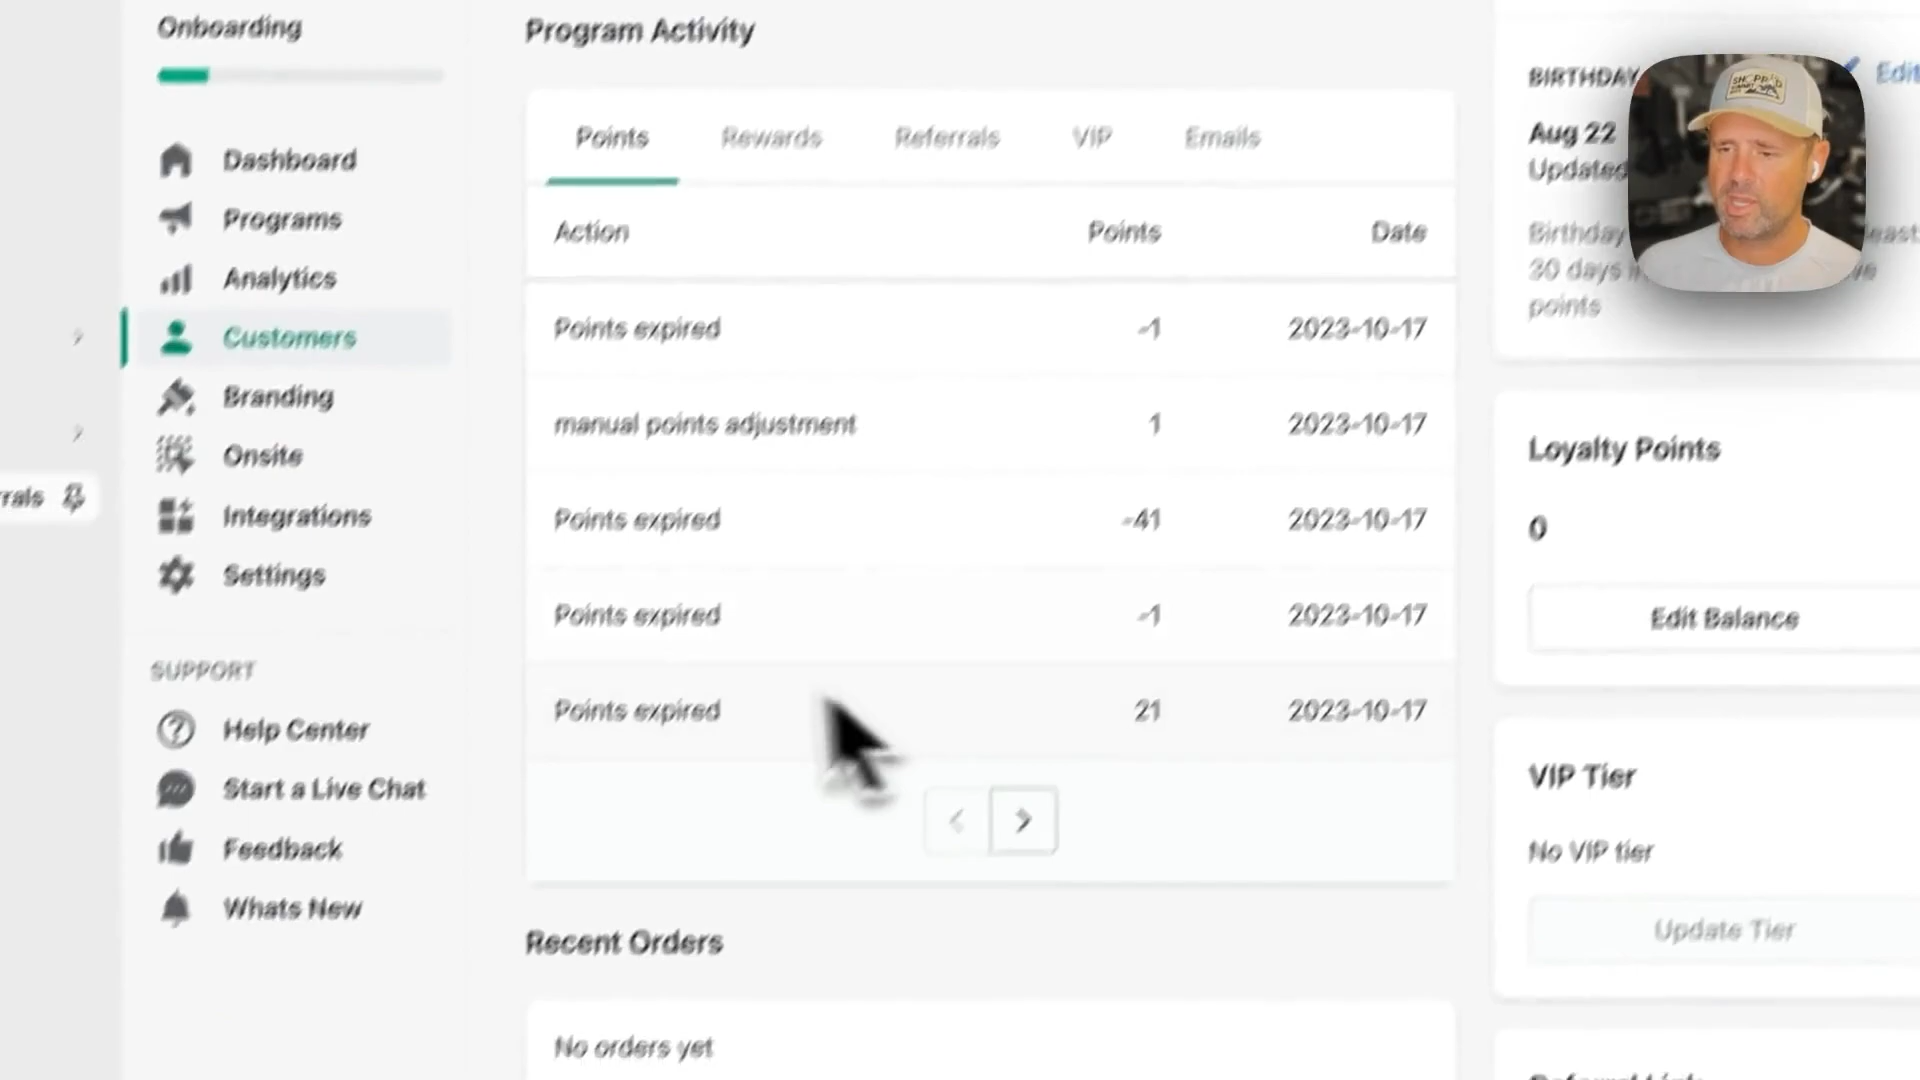 Onboarding
Dashboard
Programs
Analytics
Customers
Branding
Onsite
Integrations
Settings
SUPPORT
Help Center
Start a Live Chat
Feedback
Whats New
rrals
Program Activity
Points Rewards Referrals VIP Emails
Action Points Date
Points expired -1 2023-10-17
manual points adjustment 1 2023-10-17
Points expired -41 2023-10-17
Points expired -1 2023-10-17
Points expired 21 2023-10-17
Recent Orders
No orders yet
BIRTHDAY Edit
Aug 22
Updated
Birthday
30 days
points
Loyalty Points
0
Edit Balance
VIP Tier
No VIP tier
Update Tier